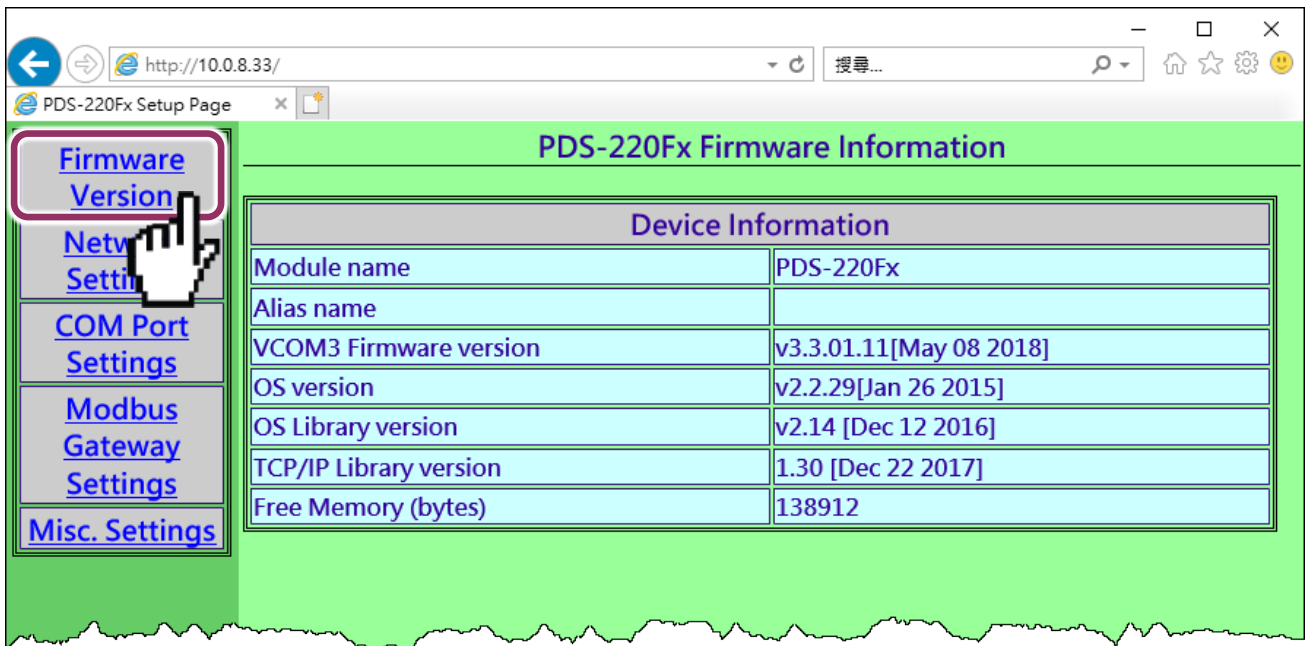 http://10.0.8.33/
搜尋...
PDS-220Fx Setup Page
Firmware
Version
COM Port
Settings
Modbus
Gateway
Settings
Misc. Settings
PDS-220Fx Firmware Information
Device Information
Module name PDS-220Fx
Alias name
VCOM3 Firmware version v3.3.01.11[May 08 2018]
OS version v2.2.29[Jan 26 2015]
OS Library version v2.14 [Dec 12 2016]
TCP/IP Library version 1.30 [Dec 22 2017]
Free Memory (bytes) 138912